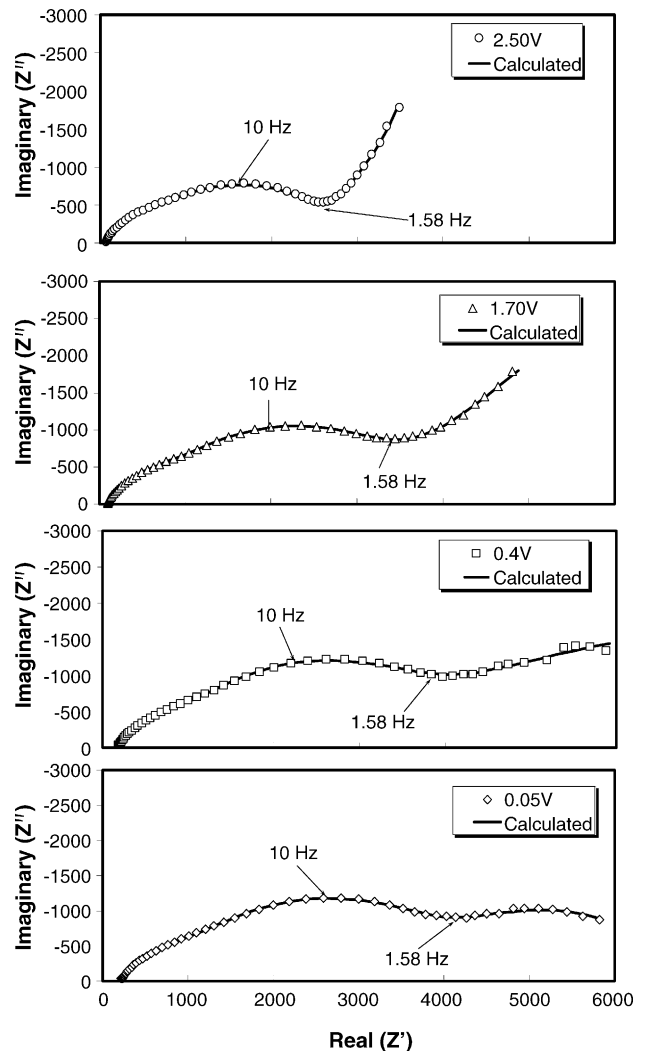 -3000
2.50V
Calculated
-2500
-2000
-1500
10 Hz
-1000
-500
1.58 Hz
0
Imaginary (Z")
-3000
1.70V
Calculated
-2500
-2000
-1500
10 Hz
-1000
-500
1.58 Hz
0
Imaginary (Z")
-3000
0.4V
Calculated
-2500
-2000
-1500
10 Hz
-1000
-500
1.58 Hz
0
Imaginary (Z")
-3000
0.05V
Calculated
-2500
-2000
-1500
10 Hz
-1000
-500
1.58 Hz
0
Imaginary (Z")
0 1000 2000 3000 4000 5000 6000
Real (Z')